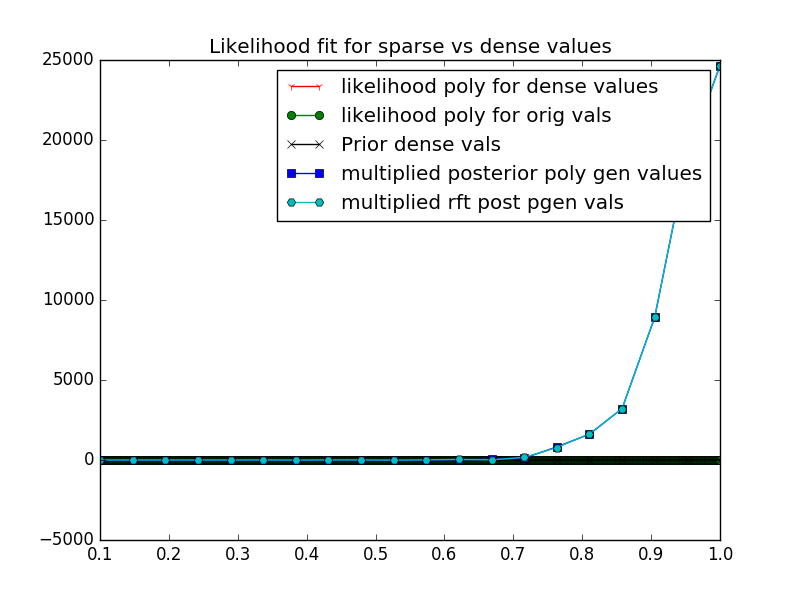 Likelihood fit for sparse vs dense values
25000
20000
15000
10000
5000
0
−5000
likelihood poly for dense values
likelihood poly for orig vals
Prior dense vals
multiplied posterior poly gen values
multiplied rft post pgen vals
0.1 0.2 0.3 0.4 0.5 0.6 0.7 0.8 0.9 1.0